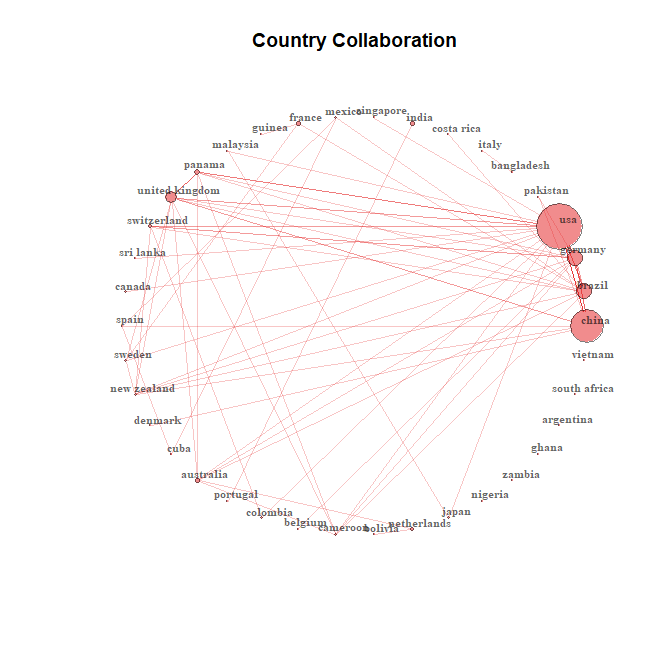 Country Collaboration
mexico
singapore
france
india
guinea
costa rica
malaysia
italy
panama
bangladesh
united kingdom
pakistan
switzerland
usa
sri lanka
germany
canada
brazil
spain
china
sweden
vietnam
new zealand
south africa
denmark
argentina
cuba
ghana
australia
zambia
portugal
nigeria
colombia
japan
belgium
netherlands
cameroon
bolivia